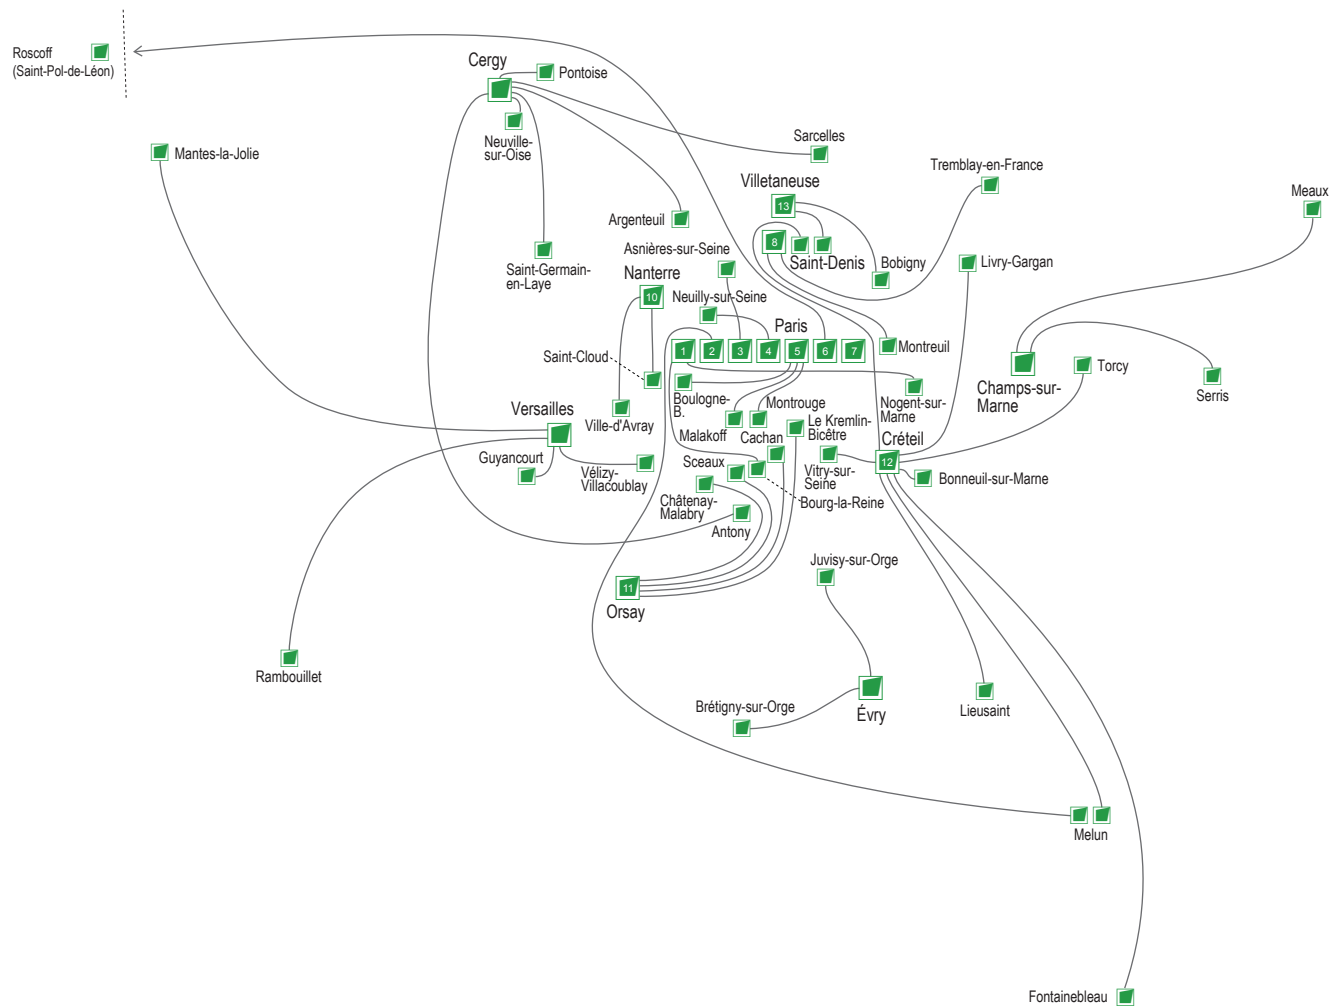 Roscoff
(Saint-Pol-de-Léon)
Cergy
Pontoise
Neuville-
sur-Oise
Mantes-la-Jolie
Sarcelles
Tremblay-en-France
Villetaneuse
13
Meaux
Argenteuil
8
Saint-Denis
Asnières-sur-Seine
Bobigny
Livry-Gargan
Saint-Germain-
en-Laye
Nanterre
10
Neuilly-sur-Seine
Paris
1
2
3
4
5
6
7
Montreuil
Saint-Cloud
Champs-sur-
Marne
Torcy
Serris
Boulogne-
B.
Nogent-sur-
Marne
Versailles
Ville-d'Avray
Montrouge
Malakoff
Le Kremlin-
Bicêtre
Cachan
Créteil
12
Guyancourt
Vélizy-
Villacoublay
Sceaux
Vitry-sur-
Seine
Bonneuil-sur-Marne
Châtenay-
Malabry
Bourg-la-Reine
Antony
Juvisy-sur-Orge
11
Orsay
Rambouillet
Brétigny-sur-Orge
Évry
Lieusaint
Melun
Fontainebleau